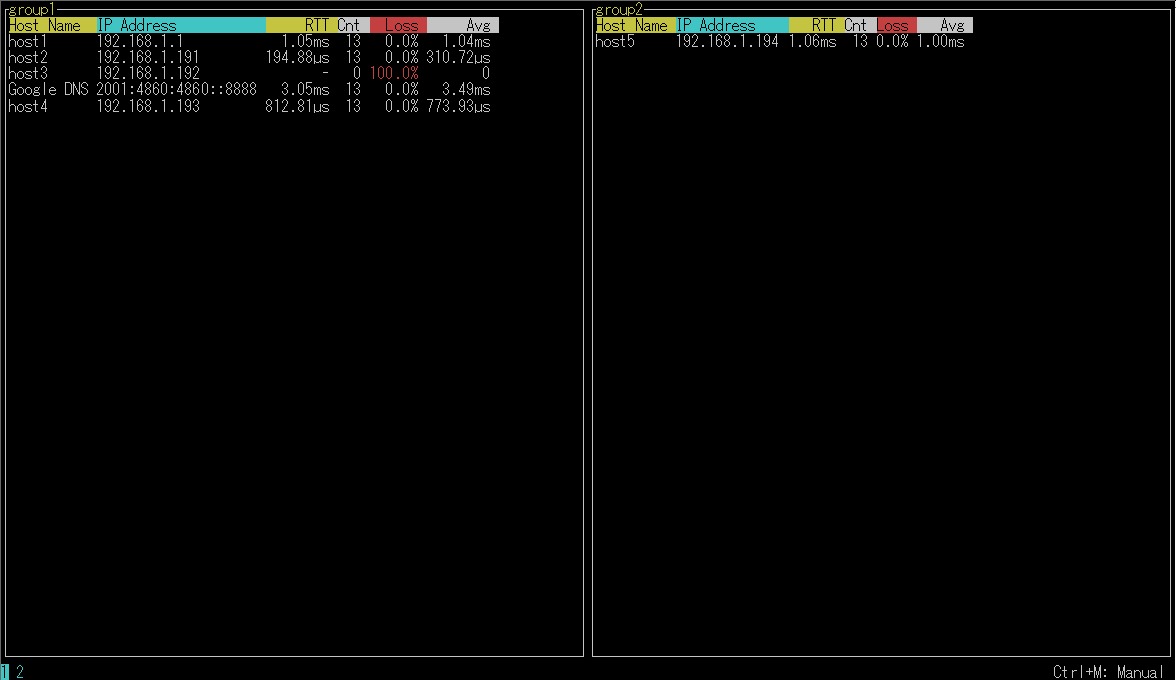 group1
Host Name IP Address RTT Cnt Loss Avg
host1 192.168.1.1 1.05ms 13 0.0% 1.04ms
host2 192.168.1.191 194.88µs 13 0.0% 310.72µs
host3 192.168.1.192 - 0 100.0% 0
Google DNS 2001:4860:4860::8888 3.05ms 13 0.0% 3.49ms
host4 192.168.1.193 812.81µs 13 0.0% 773.93µs
group2
Host Name IP Address RTT Cnt Loss Avg
host5 192.168.1.194 1.06ms 13 0.0% 1.00ms
1 2
Ctrl+M: Manual